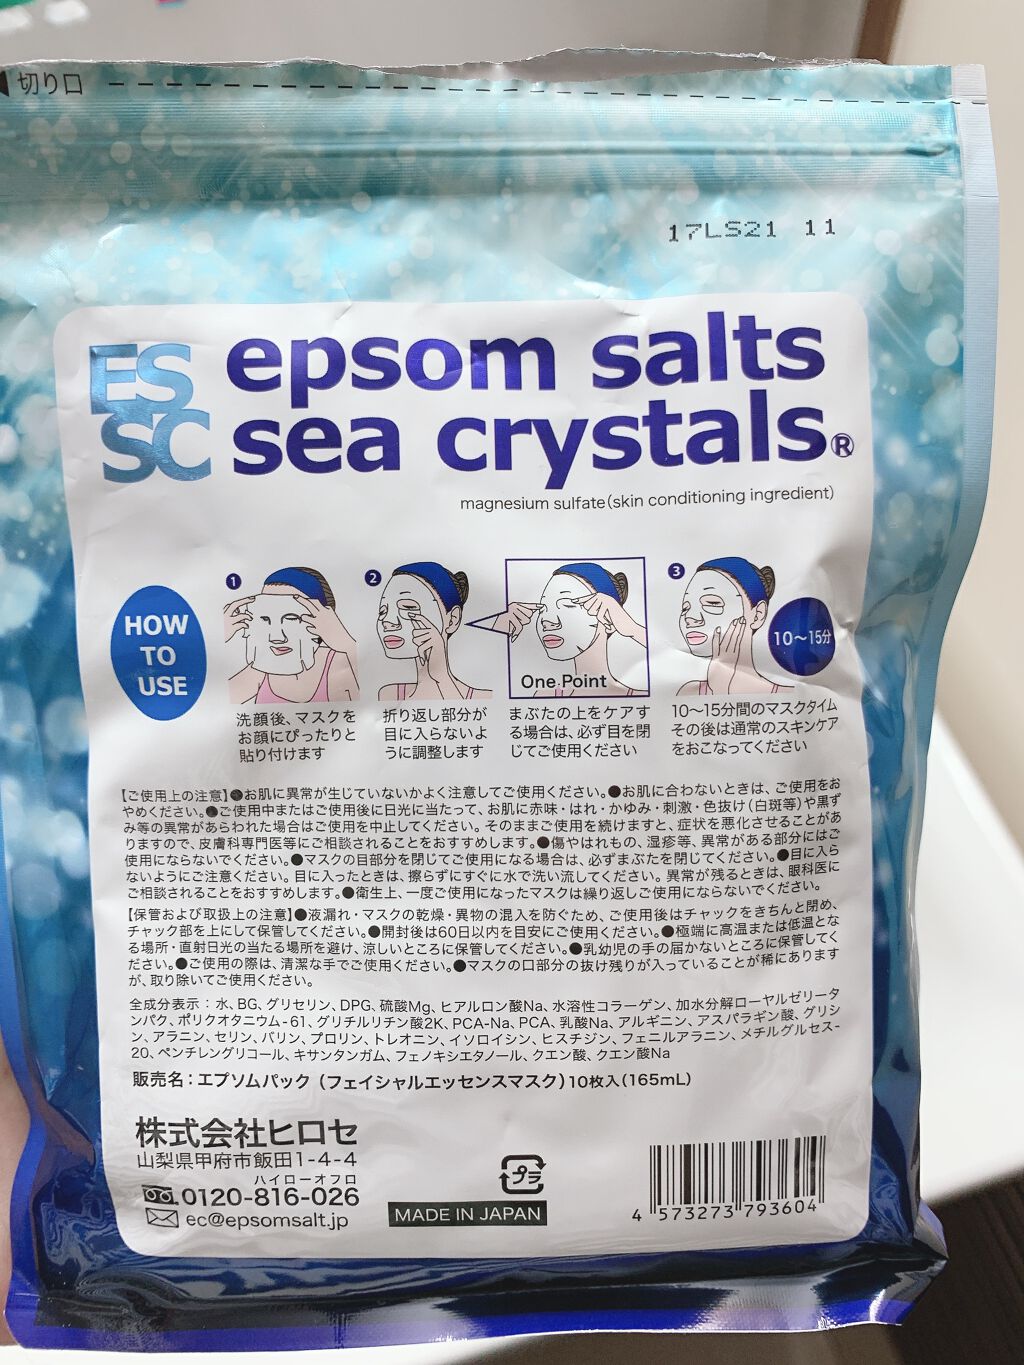 切り口
17LS21 11
ES
SC
epsom salts
sea crystals®
magnesium sulfate(skin conditioning ingredient)
HOW
TO
USE
❶
洗顔後、マスクを
お顔にぴったりと
貼り付けます
❷
折り返し部分が
目に入らないよ
うに調整します
One Point
まぶたの上をケアす
る場合は、必ず目を閉
じてご使用ください
❸
10〜15分
10〜15分間のマスクタイム
その後は通常のスキンケア
をおこなってください
【ご使用上の注意】●お肌に異常が生じていないかよく注意してご使用ください。●お肌に合わないときは、ご使用をお
やめください。●ご使用中またはご使用後に日光に当たって、お肌に赤味・はれ・かゆみ・刺激・色抜け(白斑等)や黒ず
み等の異常があらわれた場合はご使用を中止してください。そのままご使用を続けますと、症状を悪化させることがあ
りますので、皮膚科専門医等にご相談されることをおすすめします。●傷やはれもの、湿疹等、異常がある部分にはご
使用にならないでください。●マスクの目部分を閉じてご使用になる場合は、必ずまぶたを閉じてください。●目に入ら
ないようにご注意ください。目に入ったときは、擦らずにすぐに水で洗い流してください。異常が残るときは、眼科医に
ご相談されることをおすすめします。●衛生上、一度ご使用になったマスクは繰り返しご使用にならないでください。
【保管および取扱上の注意】●液漏れ・マスクの乾燥・異物の混入を防ぐため、ご使用後はチャックをきちんと閉め、
チャック部を上にして保管してください。●開封後は60日以内を目安にご使用ください。●極端に高温または低温とな
る場所・直射日光の当たる場所を避け、涼しいところに保管してください。●乳幼児の手の届かないところに保管してく
ださい。●ご使用の際は、清潔な手でご使用ください。●マスクの口部分の抜け残りが入っていることが稀にあります
が、取り除いてご使用ください。
全成分表示：水、BG、グリセリン、DPG、硫酸Mg、ヒアルロン酸Na、水溶性コラーゲン、加水分解ローヤルゼリータ
ンパク、ポリクオタニウム-61、グリチルリチン酸2K、PCA-Na、PCA、乳酸Na、アルギニン、アスパラギン酸、グリシ
ン、アラニン、セリン、バリン、プロリン、トレオニン、イソロイシン、ヒスチジン、フェニルアラニン、メチルグルセス-
20、ペンチレングリコール、キサンタンガム、フェノキシエタノール、クエン酸、クエン酸Na
販売名：エプソムパック（フェイシャルエッセンスマスク）10枚入(165mL)
株式会社ヒロセ
山梨県甲府市飯田1-4-4
ハイローオフロ
0120-816-026
ec@epsomsalt.jp
プラ
MADE IN JAPAN
4 573273 793604